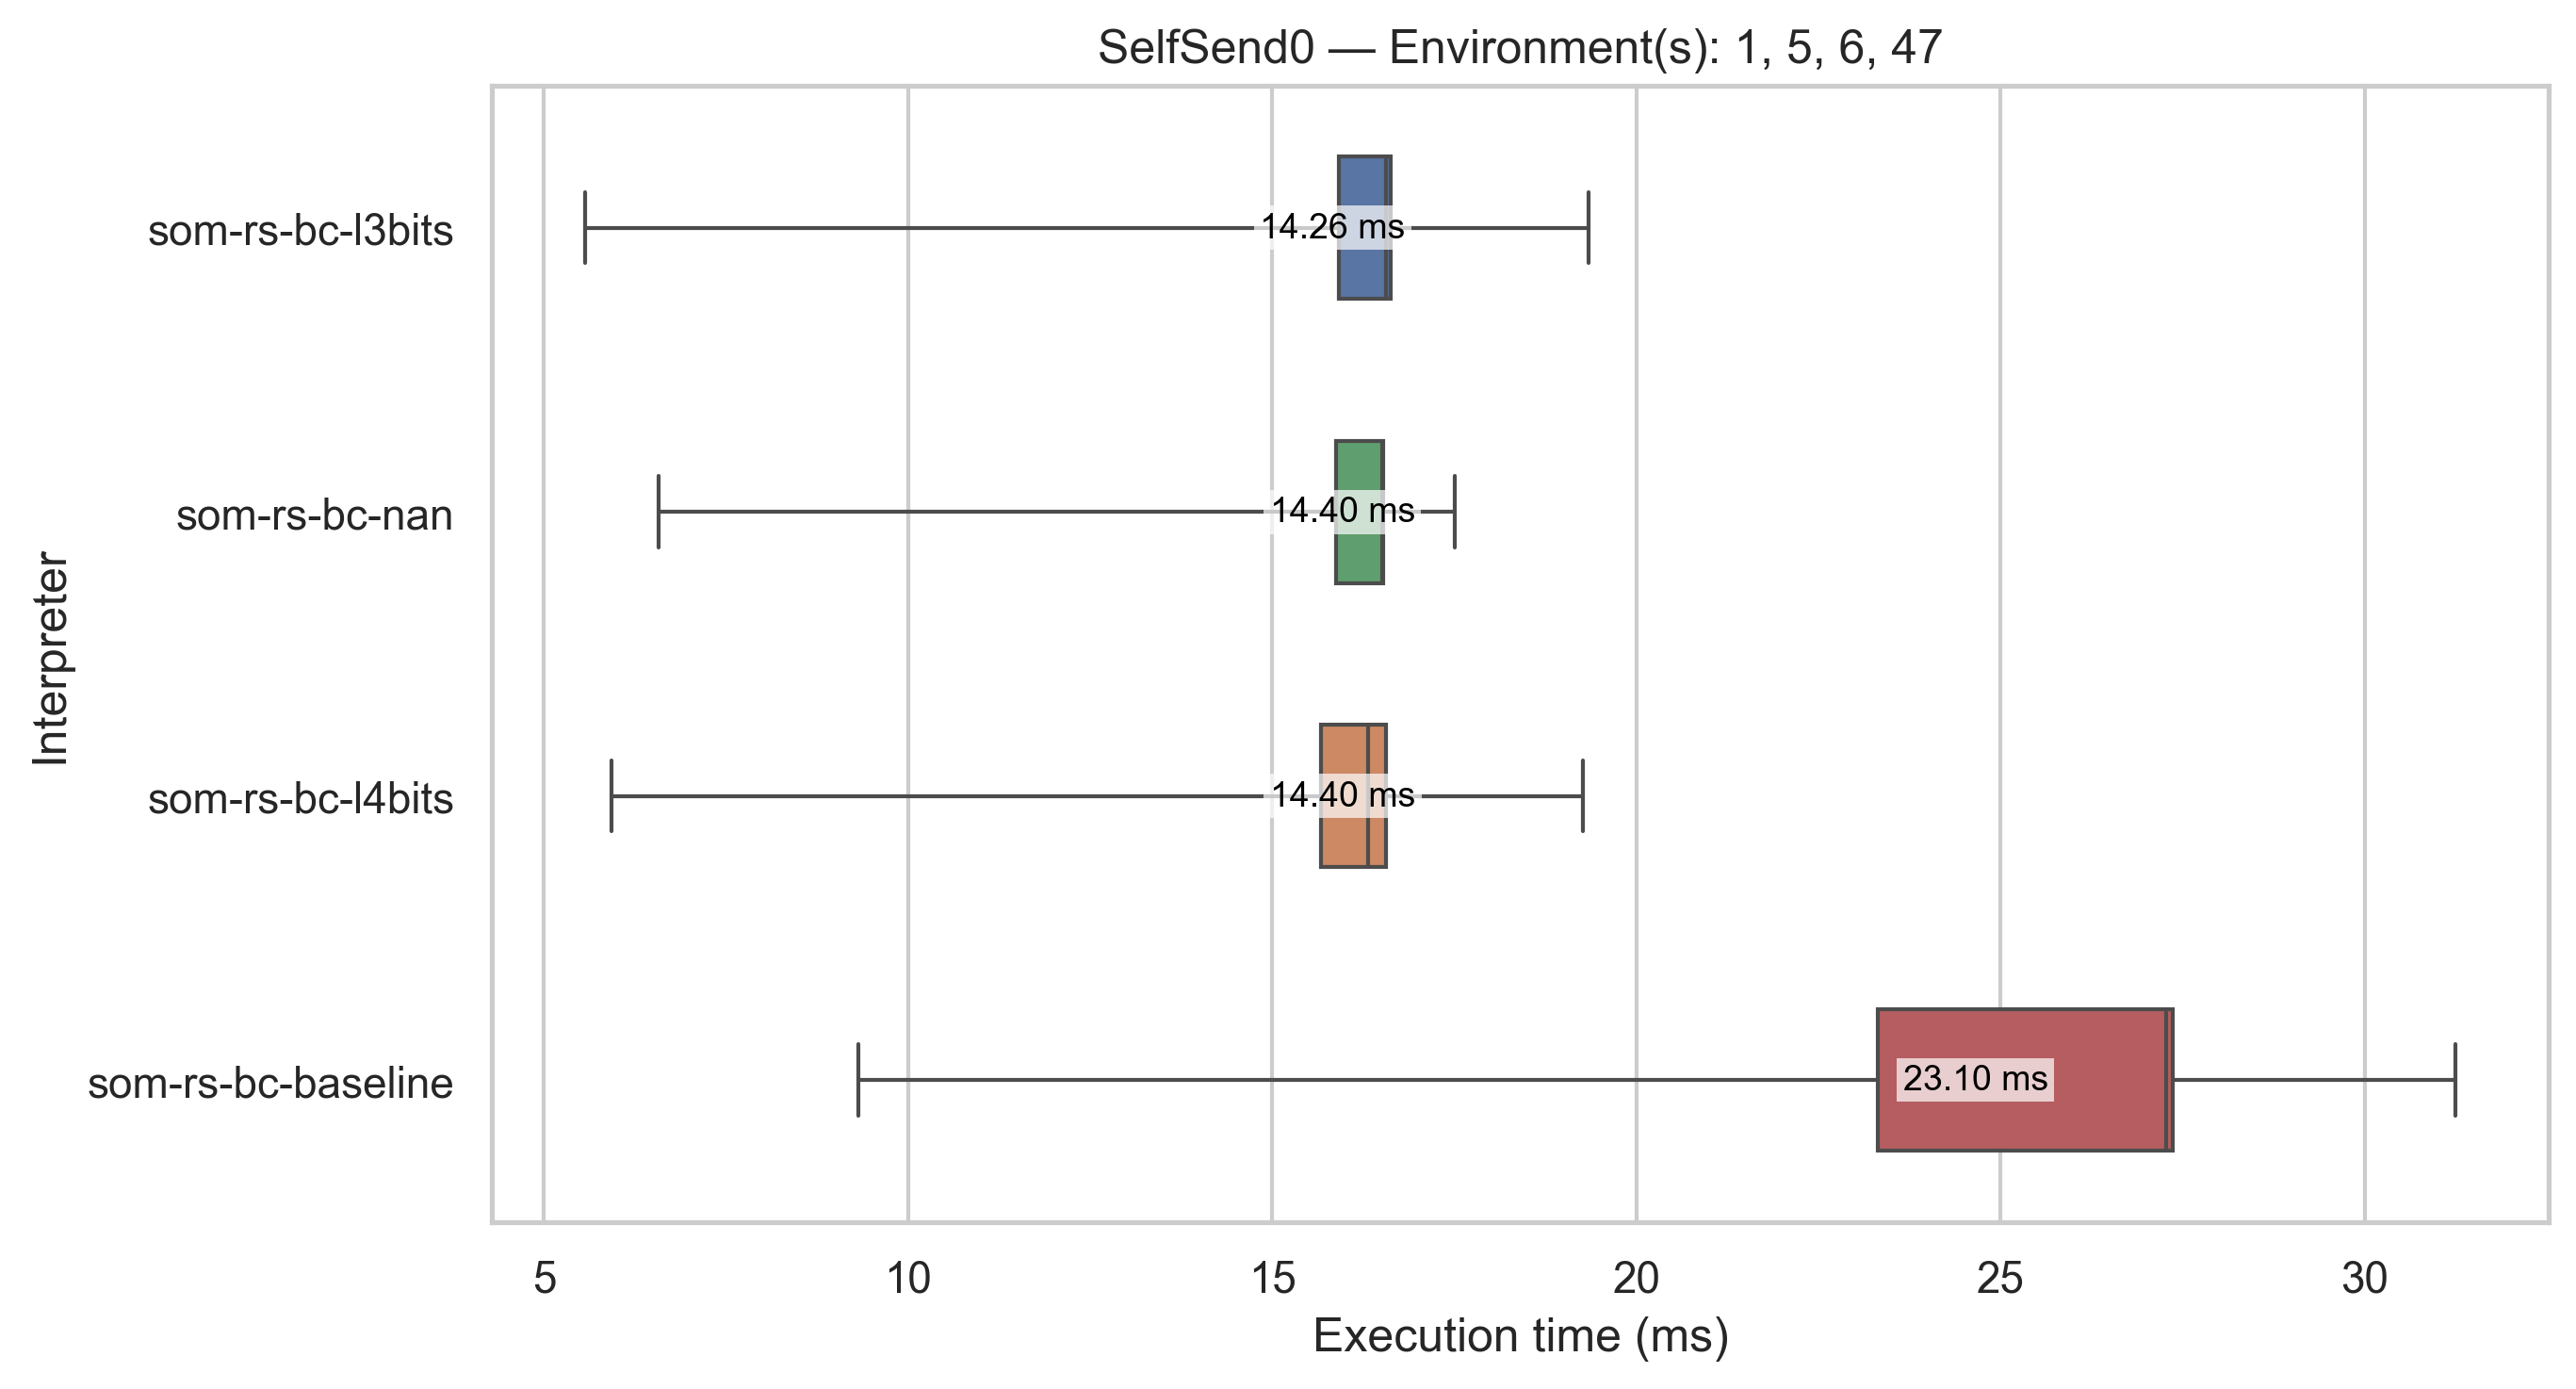 SelfSend0 — Environment(s): 1, 5, 6, 47
Interpreter
som-rs-bc-l3bits
14.26 ms
som-rs-bc-nan
14.40 ms
som-rs-bc-l4bits
14.40 ms
som-rs-bc-baseline
23.10 ms
5 10 15 20 25 30
Execution time (ms)